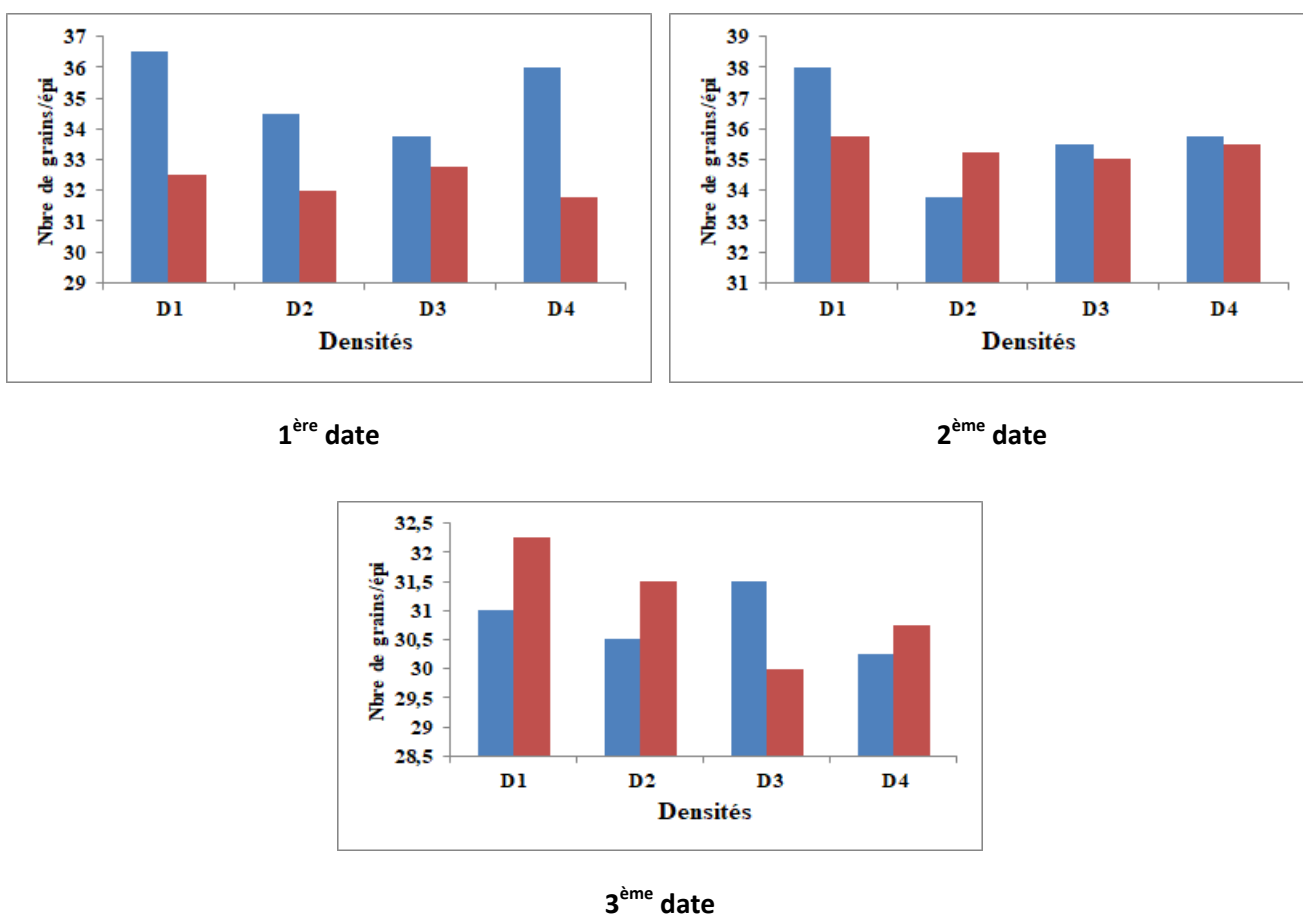 Nbre de grains/épi
37
36
35
34
33
32
31
30
29
D1 D2 D3 D4
Densités
1ère date
Nbre de grains/épi
39
38
37
36
35
34
33
32
31
D1 D2 D3 D4
Densités
2ème date
Nbre de grains/épi
32,5
32
31,5
31
30,5
30
29,5
29
28,5
D1 D2 D3 D4
Densités
3ème date